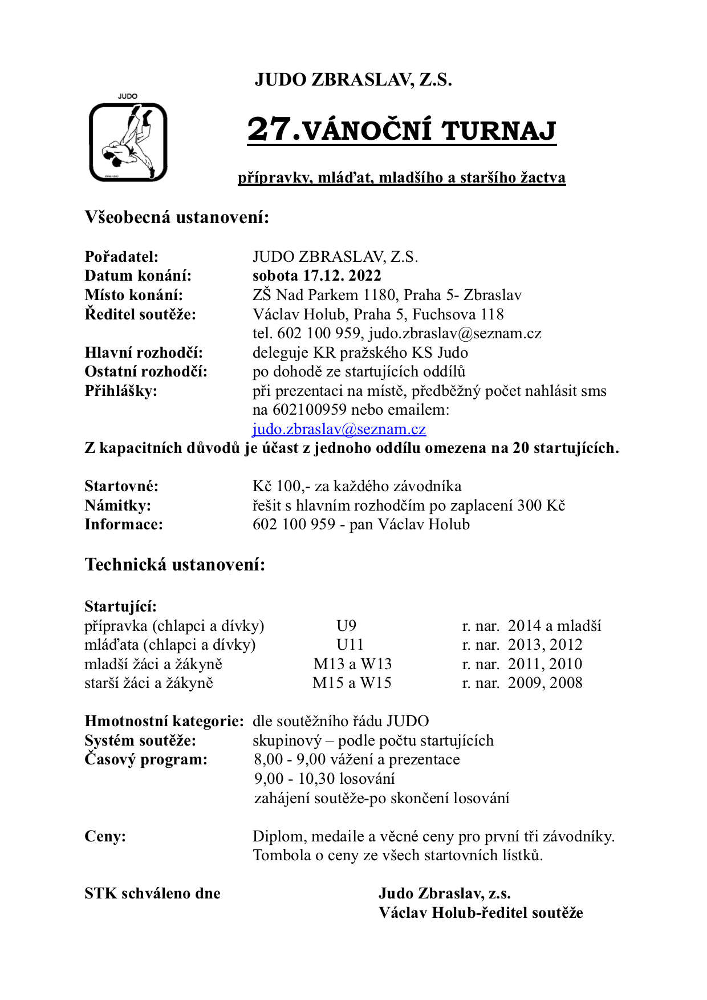 JUDO ZBRASLAV, Z.S.
JUDO
27.VÁNOČNÍ TURNAJ
přípravky, mláďat, mladšího a staršího žactva
Všeobecná ustanovení:
Pořadatel: JUDO ZBRASLAV, Z.S.
Datum konání: sobota 17.12. 2022
Místo konání: ZŠ Nad Parkem 1180, Praha 5- Zbraslav
Ředitel soutěže: Václav Holub, Praha 5, Fuchsova 118
tel. 602 100 959, judo.zbraslav@seznam.cz
Hlavní rozhodčí: deleguje KR pražského KS Judo
Ostatní rozhodčí: po dohodě ze startujících oddílů
Přihlášky: při prezentaci na místě, předběžný počet nahlásit sms
na 602100959 nebo emailem:
judo.zbraslav@seznam.cz
Z kapacitních důvodů je účast z jednoho oddílu omezena na 20 startujících.
Startovné: Kč 100,- za každého závodníka
Námitky: řešit s hlavním rozhodčím po zaplacení 300 Kč
Informace: 602 100 959 - pan Václav Holub
Technická ustanovení:
Startující:
přípravka (chlapci a dívky) U9 r. nar. 2014 a mladší
mláďata (chlapci a dívky) U11 r. nar. 2013, 2012
mladší žáci a žákyně M13 a W13 r. nar. 2011, 2010
starší žáci a žákyně M15 a W15 r. nar. 2009, 2008
Hmotnostní kategorie: dle soutěžního řádu JUDO
Systém soutěže: skupinový – podle počtu startujících
Časový program: 8,00 - 9,00 vážení a prezentace
9,00 - 10,30 losování
zahájení soutěže-po skončení losování
Ceny: Diplom, medaile a věcné ceny pro první tři závodníky.
Tombola o ceny ze všech startovních lístků.
STK schváleno dne Judo Zbraslav, z.s.
Václav Holub-ředitel soutěže